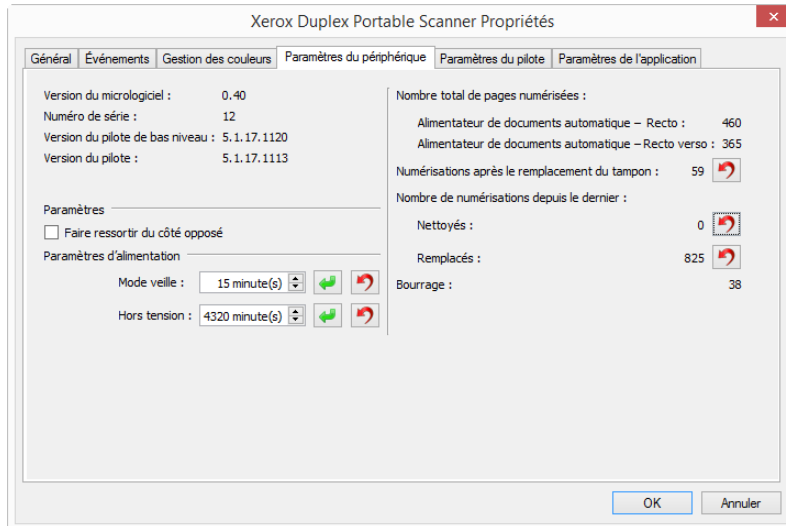 Xerox Duplex Portable Scanner Propriétés
Général Événements Gestion des couleurs Paramètres du périphérique Paramètres du pilote Paramètres de l'application
Version du micrologiciel : 0.40
Numéro de série : 12
Version du pilote de bas niveau : 5.1.17.1120
Version du pilote : 5.1.17.1113
Paramètres
Faire ressortir du côté opposé
Paramètres d'alimentation
Mode veille : 15 minute(s)
Hors tension : 4320 minute(s)
Nombre total de pages numérisées :
Alimentateur de documents automatique – Recto : 460
Alimentateur de documents automatique – Recto verso : 365
Numérisations après le remplacement du tampon : 59
Nombre de numérisations depuis le dernier :
Nettoyés : 0
Remplacés : 825
Bourrage : 38
OK Annuler